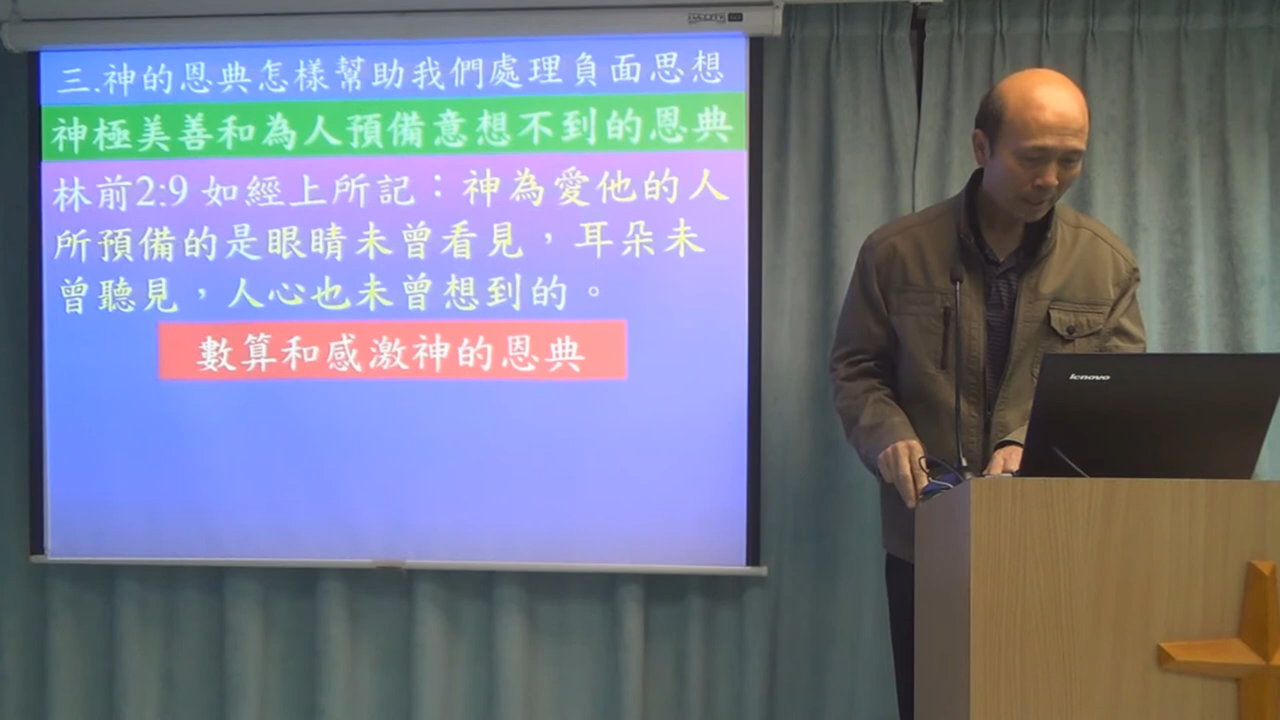 三.神的恩典怎樣幫助我們處理負面思想
神極美善和為人預備意想不到的恩典
林前2:9 如經上所記：神為愛他的人
所預備的是眼睛未曾看見，耳朵未
曾聽見，人心也未曾想到的。
數算和感激神的恩典
lenovo